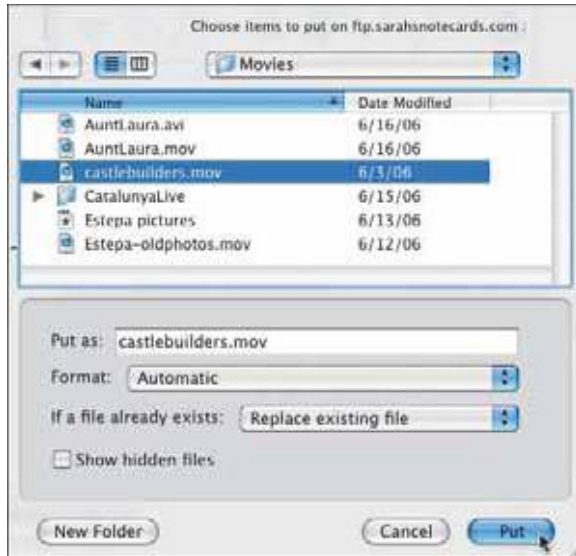 Choose items to put on ftp.sarahsnotecards.com :
Movies
Name Date Modified
AuntLaura.avi 6/16/06
AuntLaura.mov 6/16/06
castlebuilders.mov 6/3/06
CatalunyaLive 6/15/06
Estepa pictures 6/13/06
Estepa-oldphotos.mov 6/12/06
Put as: castlebuilders.mov
Format: Automatic
If a file already exists: Replace existing file
Show hidden files
New Folder Cancel Put